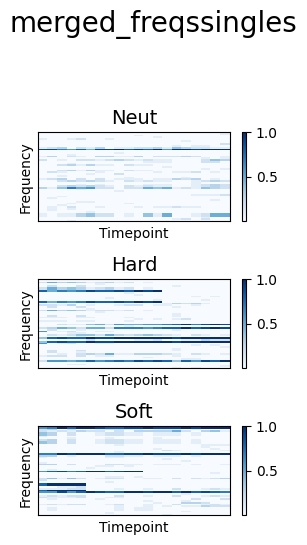 merged_freqssingles
Neut
Frequency
1.0
0.5
Timepoint
Hard
Frequency
1.0
0.5
Timepoint
Soft
Frequency
1.0
0.5
Timepoint